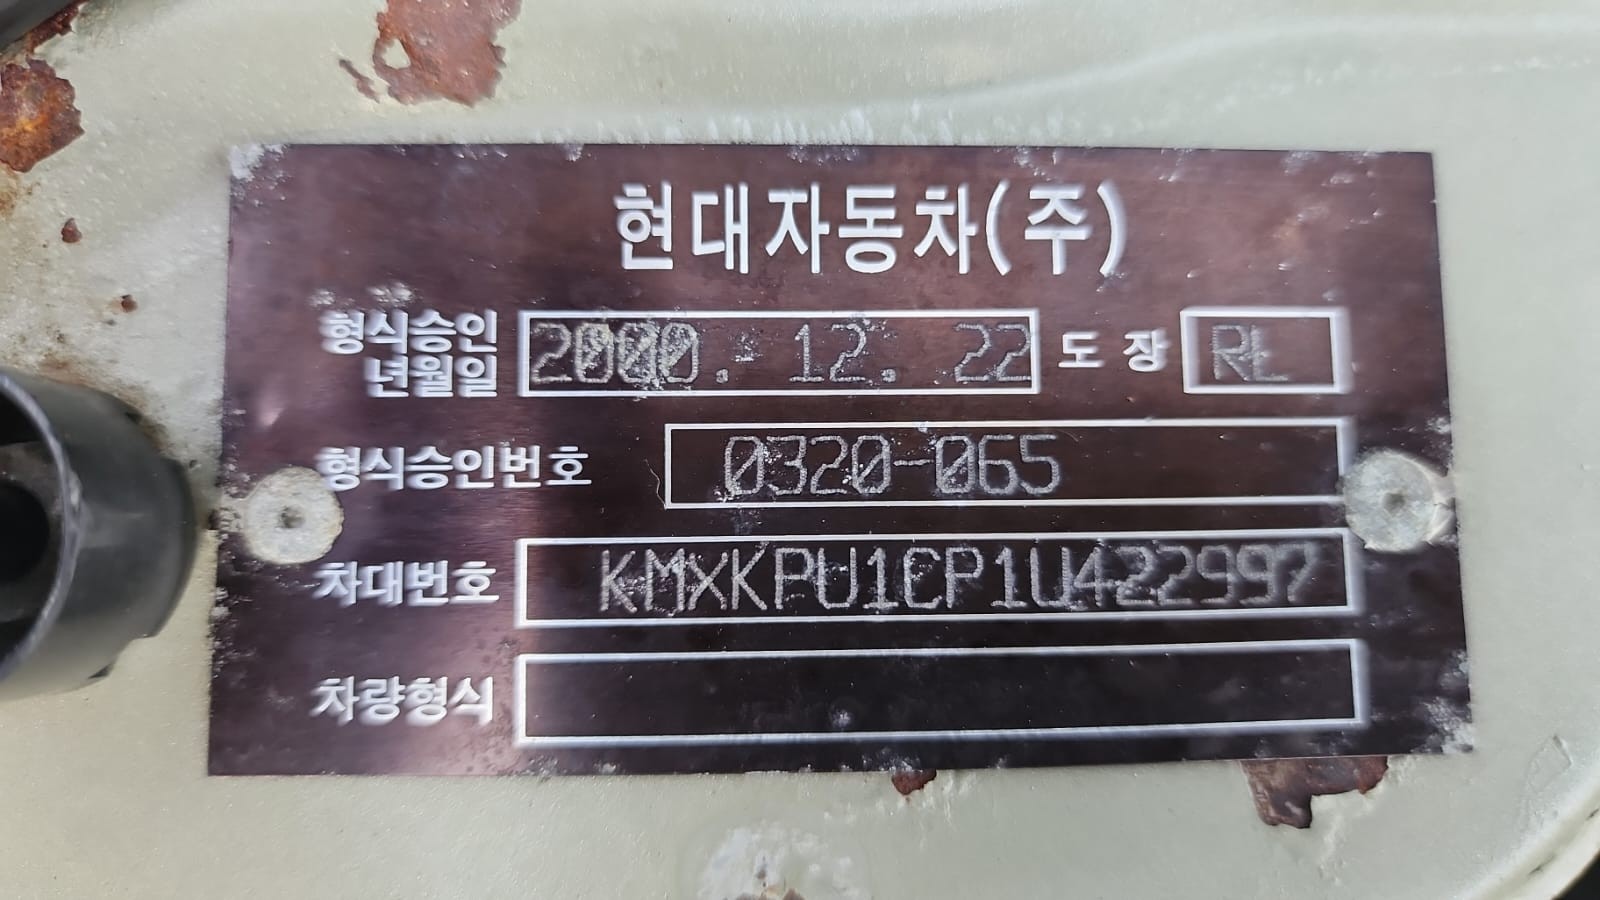 현대자동차(주)
형식승인
년월일 2000. 12. 22 도장 RL
형식승인번호 0320-065
차대번호 KMXKPU1CP1U422997
차량형식